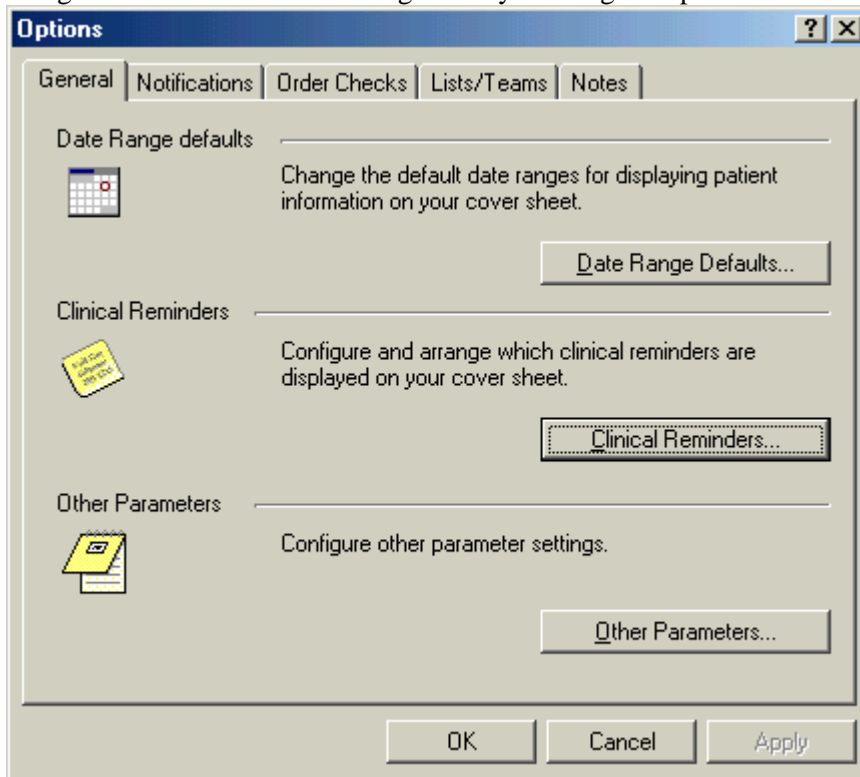 Options
General Notifications Order Checks Lists/Teams Notes
Date Range defaults
Change the default date ranges for displaying patient
information on your cover sheet.
Date Range Defaults...
Clinical Reminders
Configure and arrange which clinical reminders are
displayed on your cover sheet.
Clinical Reminders...
Other Parameters
Configure other parameter settings.
Other Parameters...
OK Cancel Apply